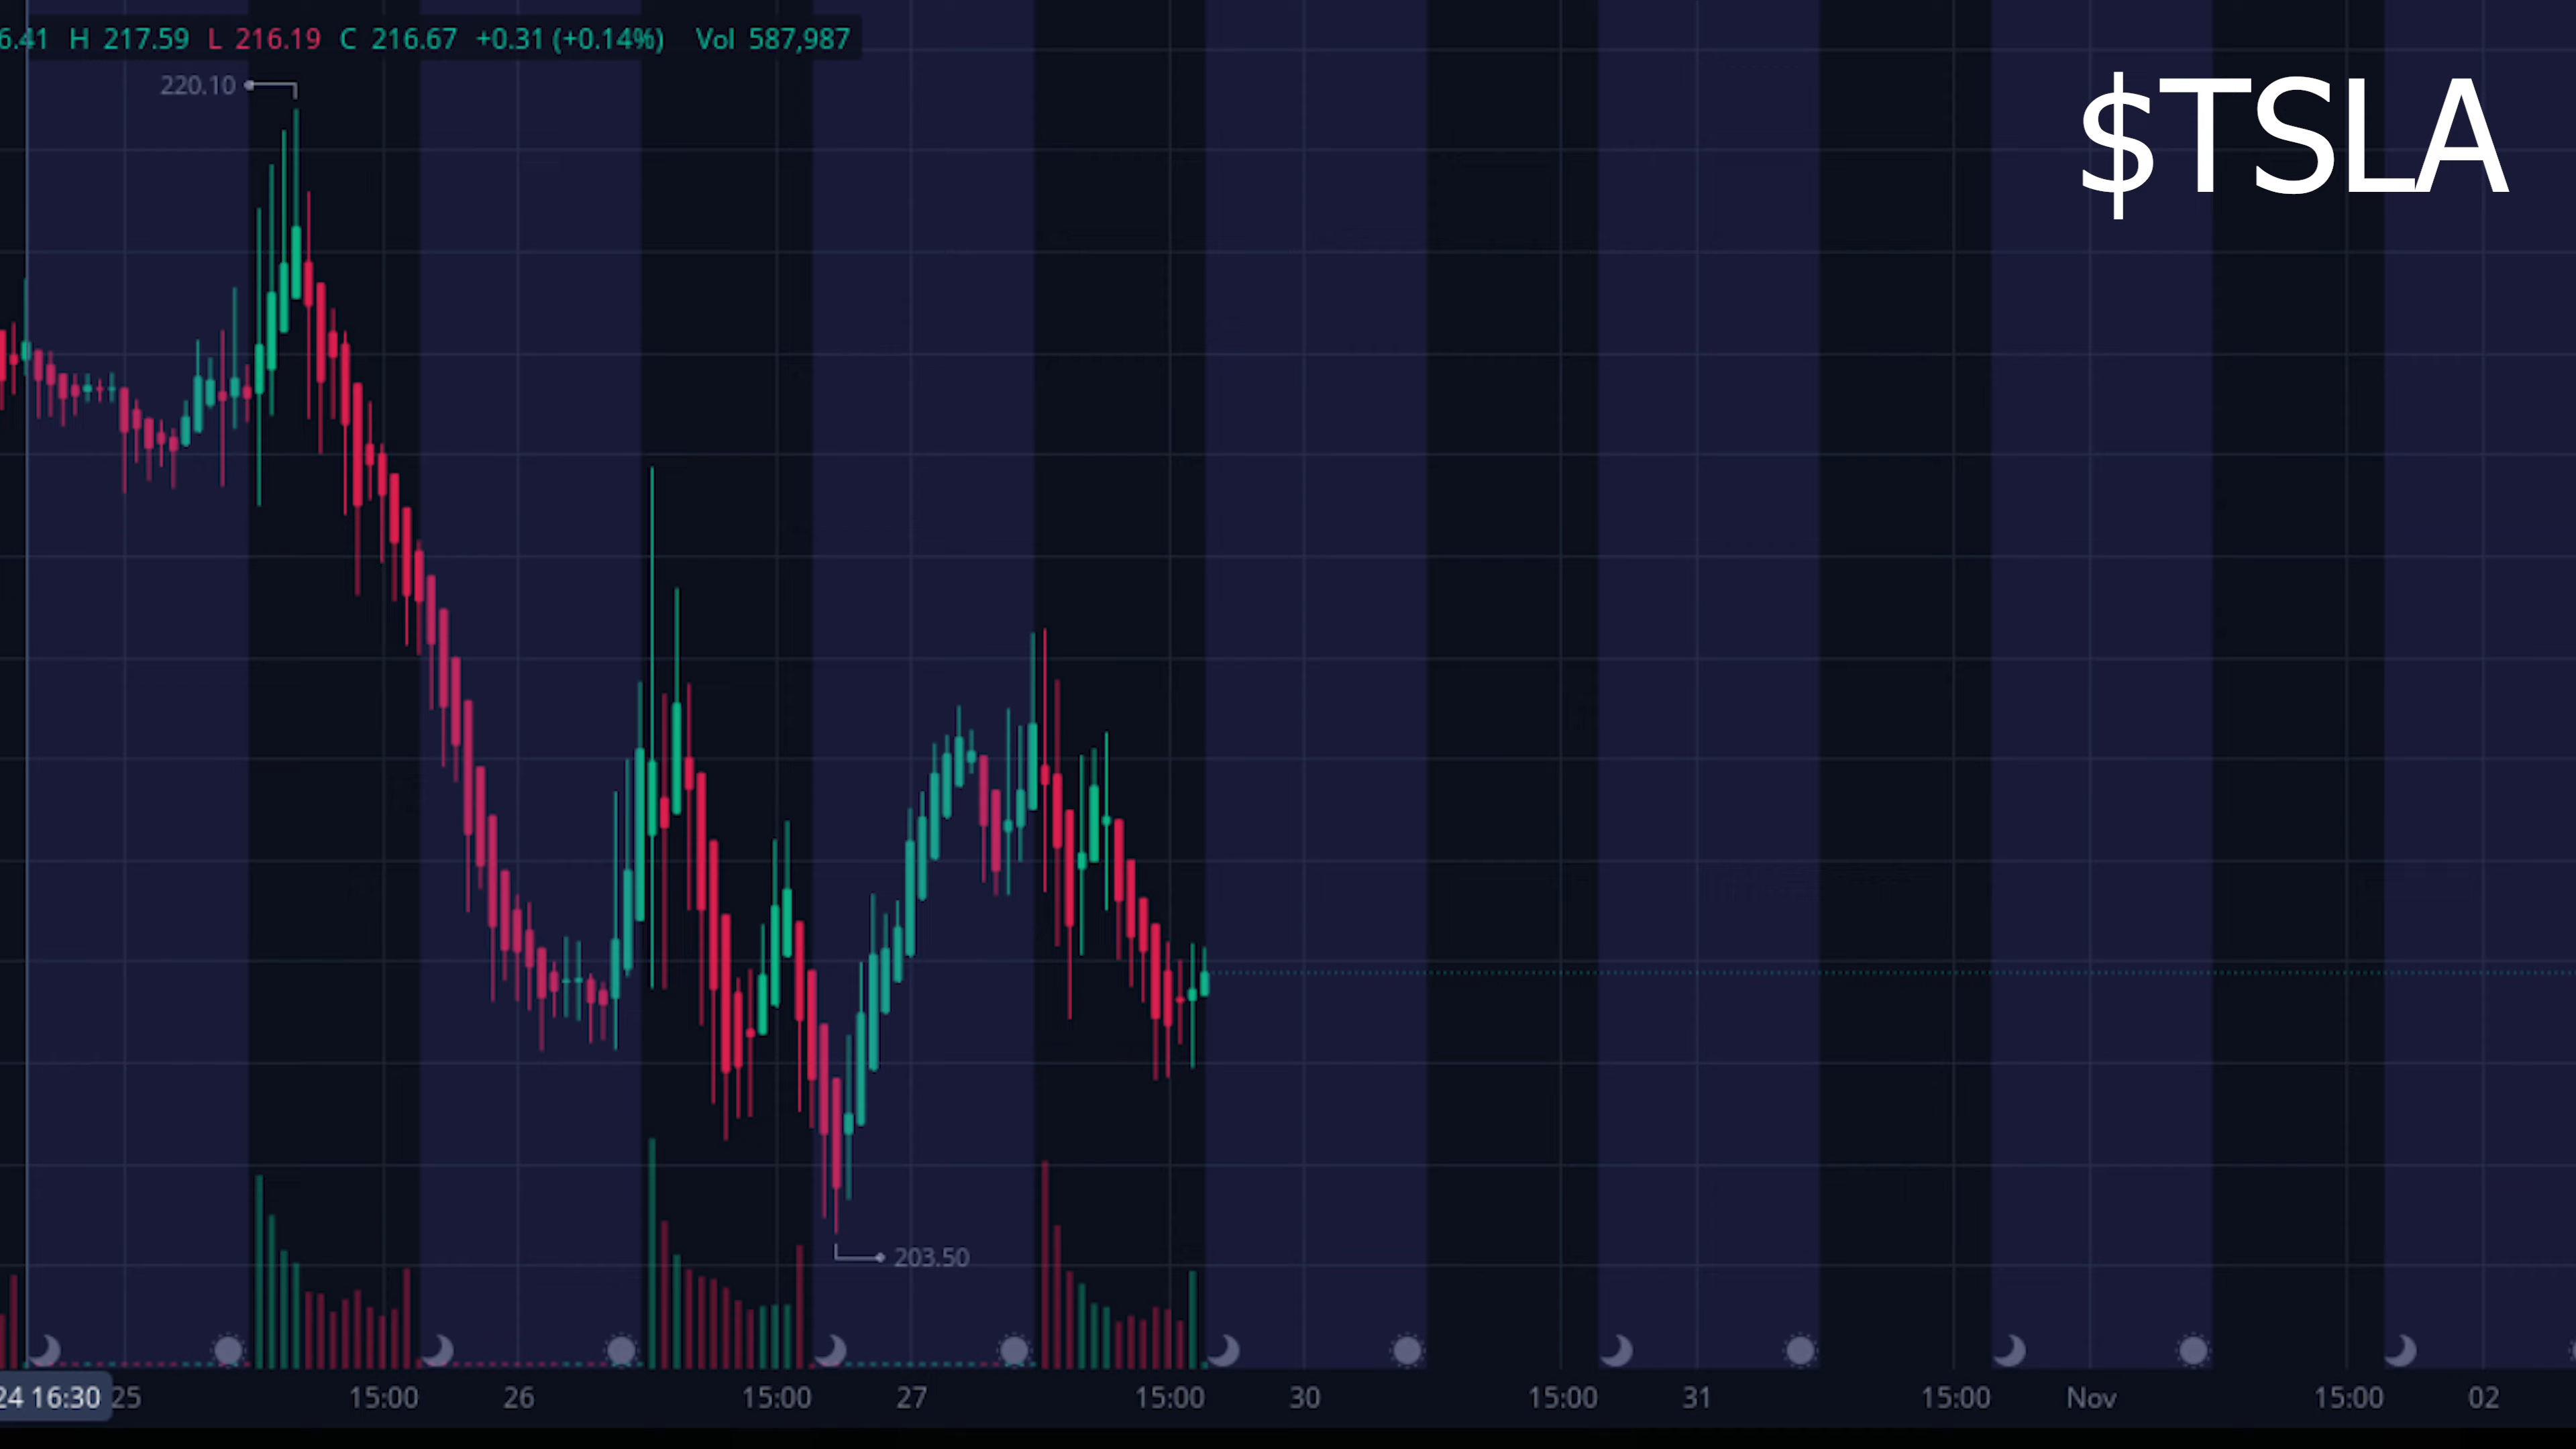 6.41 H 217.59 L 216.19 C 216.67 +0.31 (+0.14%) Vol 587,987
220.10
$TSLA
203.50
24 16:30 25 15:00 26 15:00 27 15:00 30 15:00 31 15:00 Nov 15:00 02